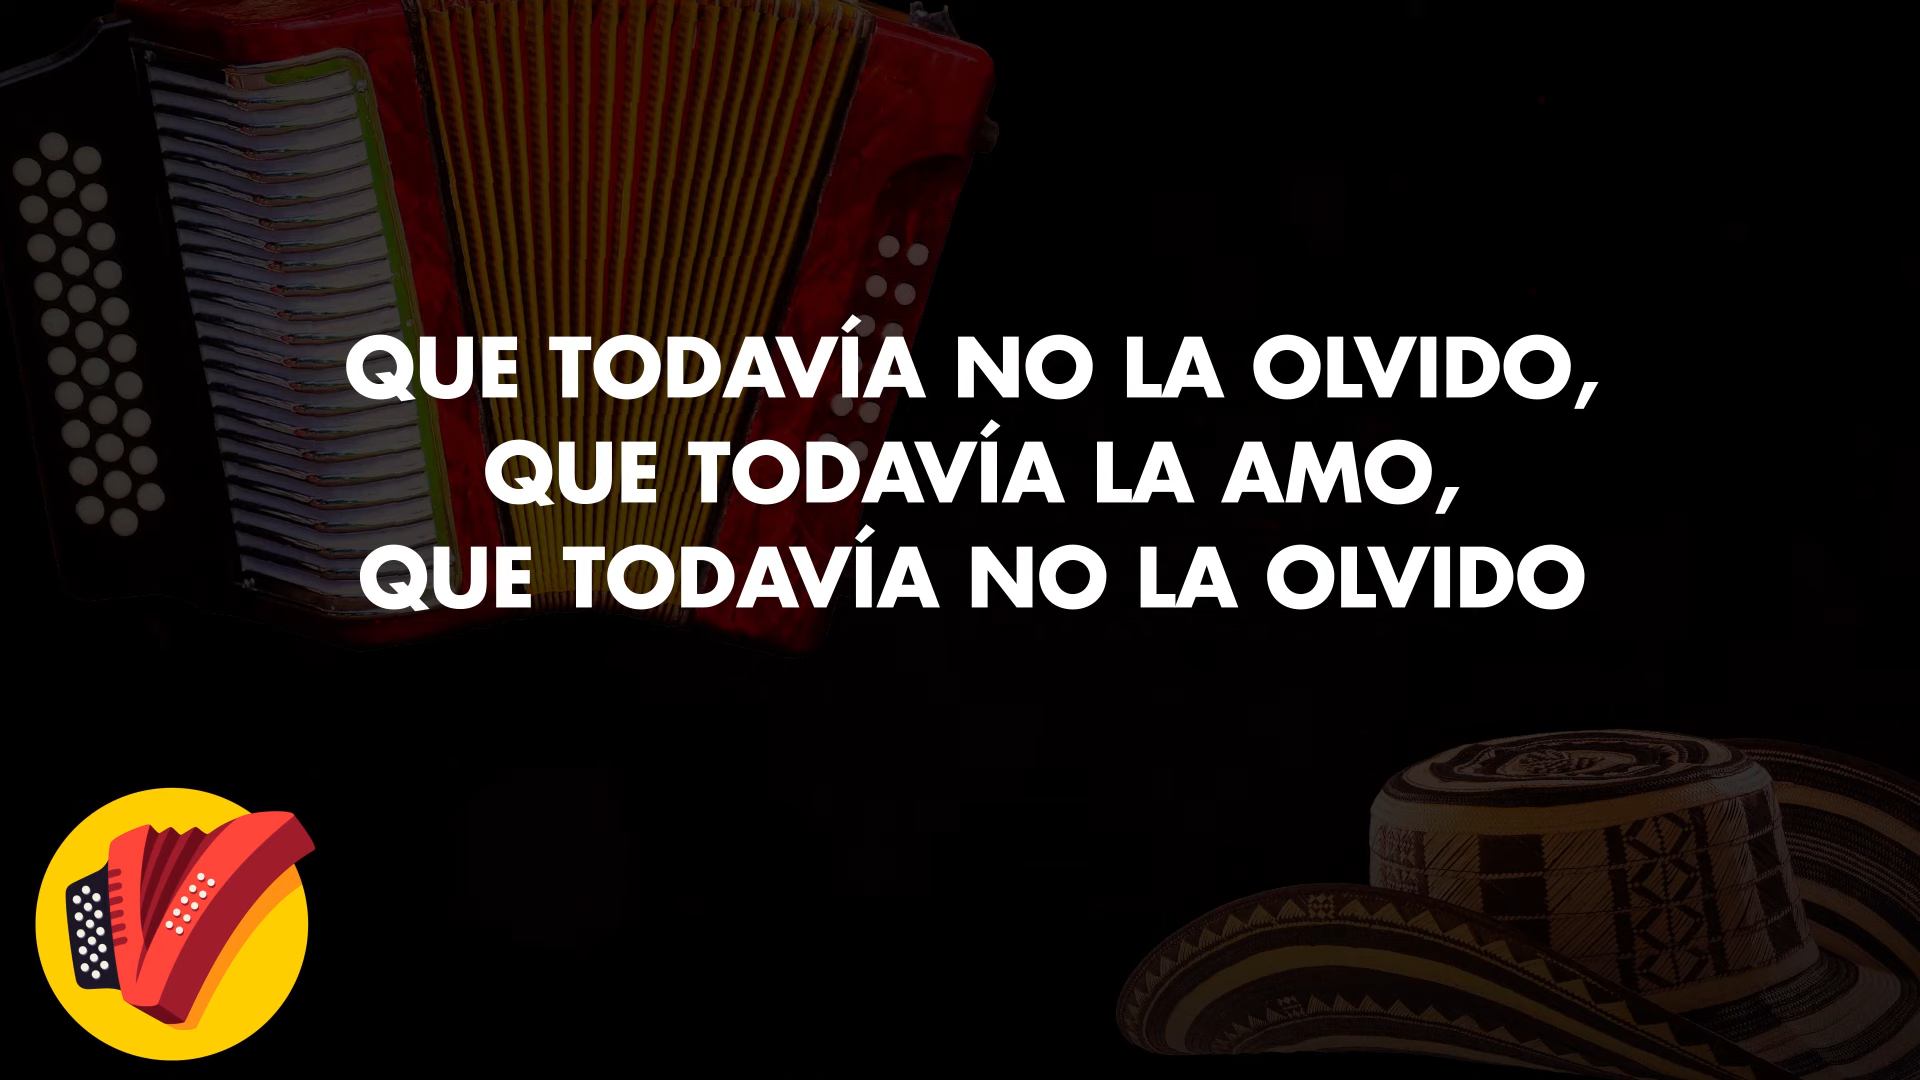 QUE TODAVÍA NO LA OLVIDO,
QUE TODAVÍA LA AMO,
QUE TODAVÍA NO LA OLVIDO